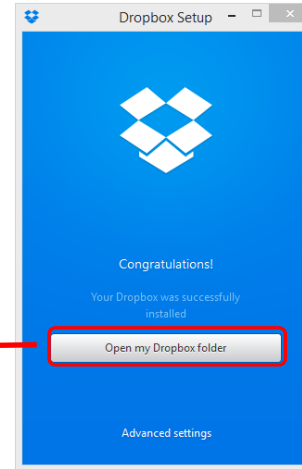 Dropbox Setup
Congratulations!
Your Dropbox was successfully
installed
Open my Dropbox folder
Advanced settings